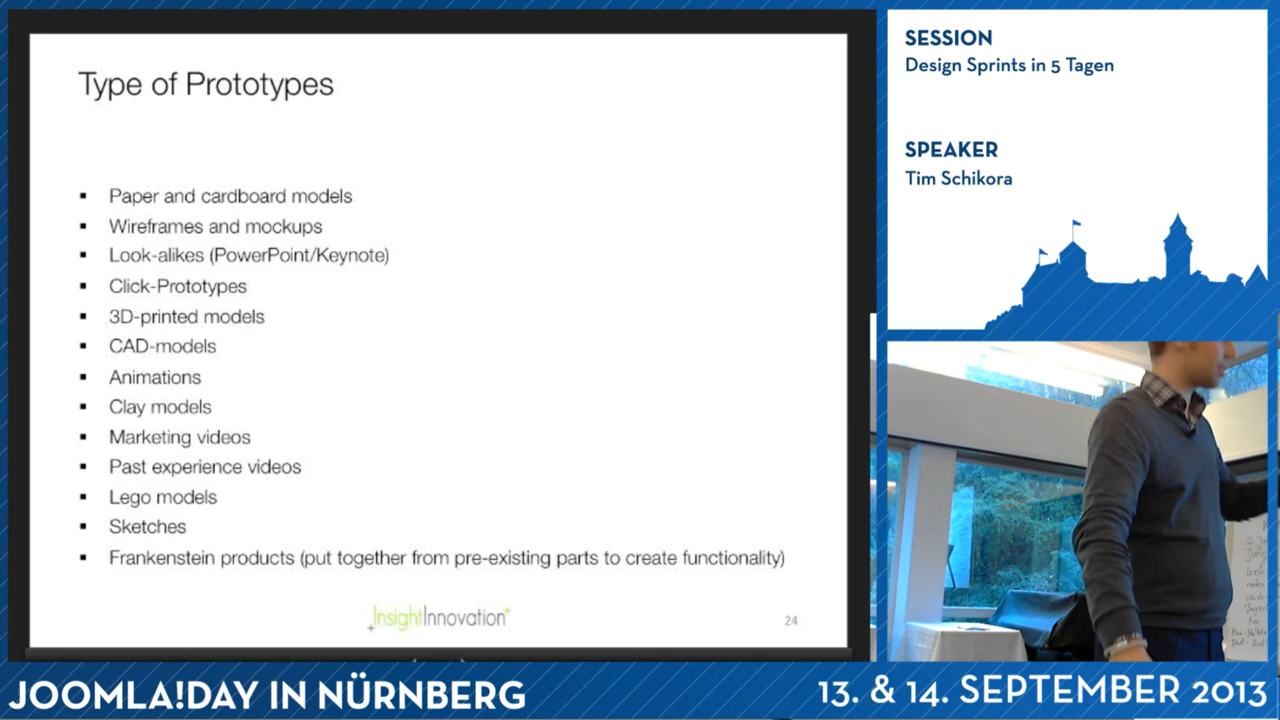 Type of Prototypes
▪ Paper and cardboard models
▪ Wireframes and mockups
▪ Look-alikes (PowerPoint/Keynote)
▪ Click-Prototypes
▪ 3D-printed models
▪ CAD-models
▪ Animations
▪ Clay models
▪ Marketing videos
▪ Past experience videos
▪ Lego models
▪ Sketches
▪ Frankenstein products (put together from pre-existing parts to create functionality)
+InsightInnovation+
24
SESSION
Design Sprints in 5 Tagen
SPEAKER
Tim Schikora
JOOMLA!DAY IN NÜRNBERG
13. & 14. SEPTEMBER 2013